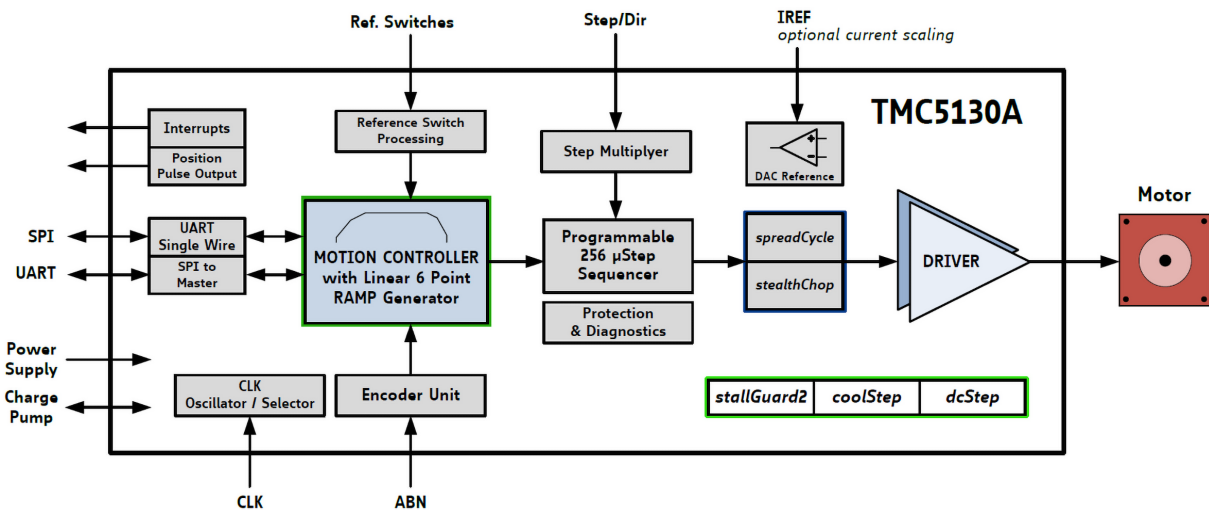 Ref. Switches
Step/Dir
IREF
optional current scaling
TMC5130A
Interrupts
Position
Pulse Output
Reference Switch
Processing
Step Multiplyer
DAC Reference
Motor
SPI
UART
UART
Single Wire
SPI to
Master
MOTION CONTROLLER
with Linear 6 Point
RAMP Generator
Programmable
256 µStep
Sequencer
spreadCycle
stealthChop
DRIVER
Protection
& Diagnostics
Power
Supply
Charge
Pump
CLK
Oscillator / Selector
Encoder Unit
stallGuard2
coolStep
dcStep
CLK
ABN